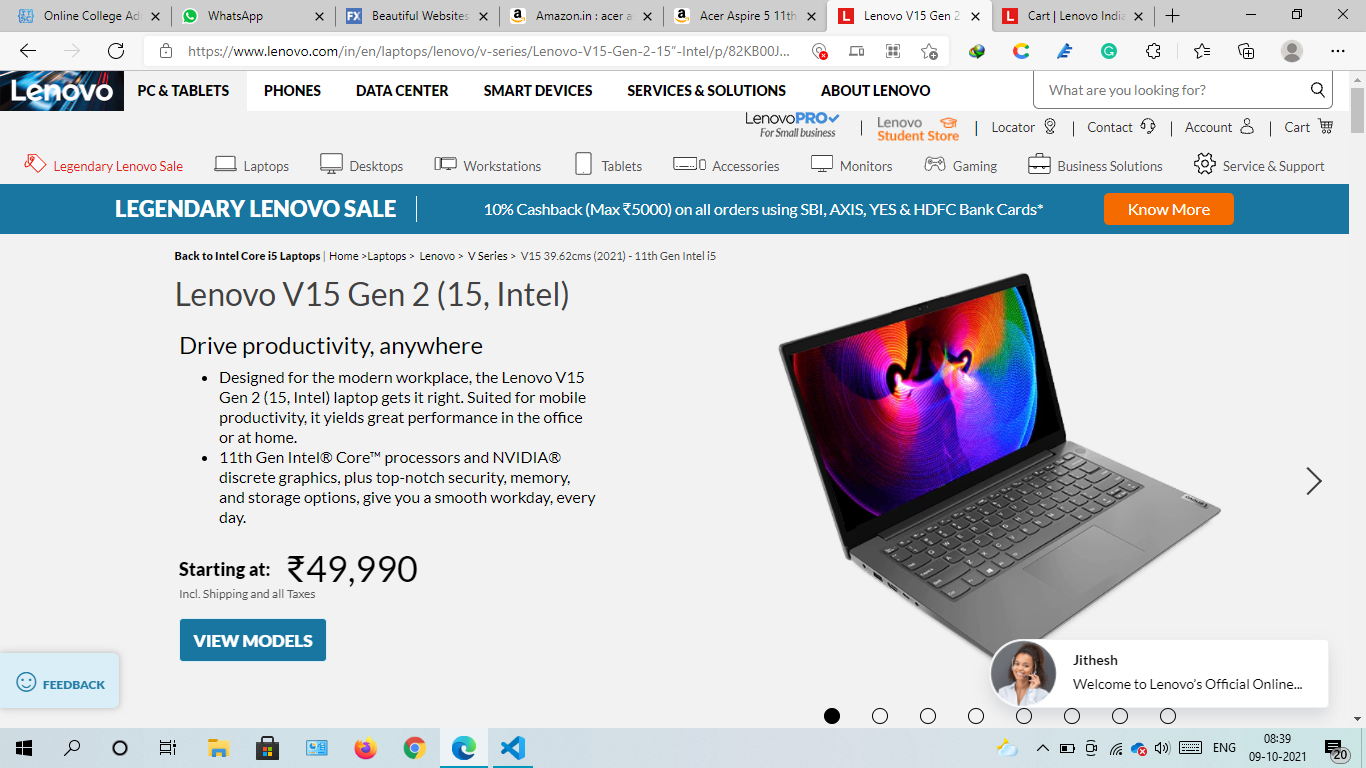 Online College Ad
WhatsApp
FX Beautiful Websites
Amazon.in : acer a
Acer Aspire 5 11th
Lenovo V15 Gen 2
Cart | Lenovo India
https://www.lenovo.com/in/en/laptops/lenovo/v-series/Lenovo-V15-Gen-2-15"-Intel/p/82KB00J...
Lenovo
PC & TABLETS
PHONES
DATA CENTER
SMART DEVICES
SERVICES & SOLUTIONS
ABOUT LENOVO
What are you looking for?
LenovoPRO
For Small business
Lenovo
Student Store
Locator
Contact
Account
Cart
Legendary Lenovo Sale
Laptops
Desktops
Workstations
Tablets
Accessories
Monitors
Gaming
Business Solutions
Service & Support
LEGENDARY LENOVO SALE
10% Cashback (Max ₹5000) on all orders using SBI, AXIS, YES & HDFC Bank Cards*
Know More
Back to Intel Core i5 Laptops | Home >Laptops > Lenovo > V Series > V15 39.62cms (2021) - 11th Gen Intel i5
Lenovo V15 Gen 2 (15, Intel)
Drive productivity, anywhere
• Designed for the modern workplace, the Lenovo V15
Gen 2 (15, Intel) laptop gets it right. Suited for mobile
productivity, it yields great performance in the office
or at home.
• 11th Gen Intel® Core™ processors and NVIDIA®
discrete graphics, plus top-notch security, memory,
and storage options, give you a smooth workday, every
day.
Starting at: ₹49,990
Incl. Shipping and all Taxes
VIEW MODELS
FEEDBACK
Jithesh
Welcome to Lenovo's Official Online...
ENG
08:39
09-10-2021
20